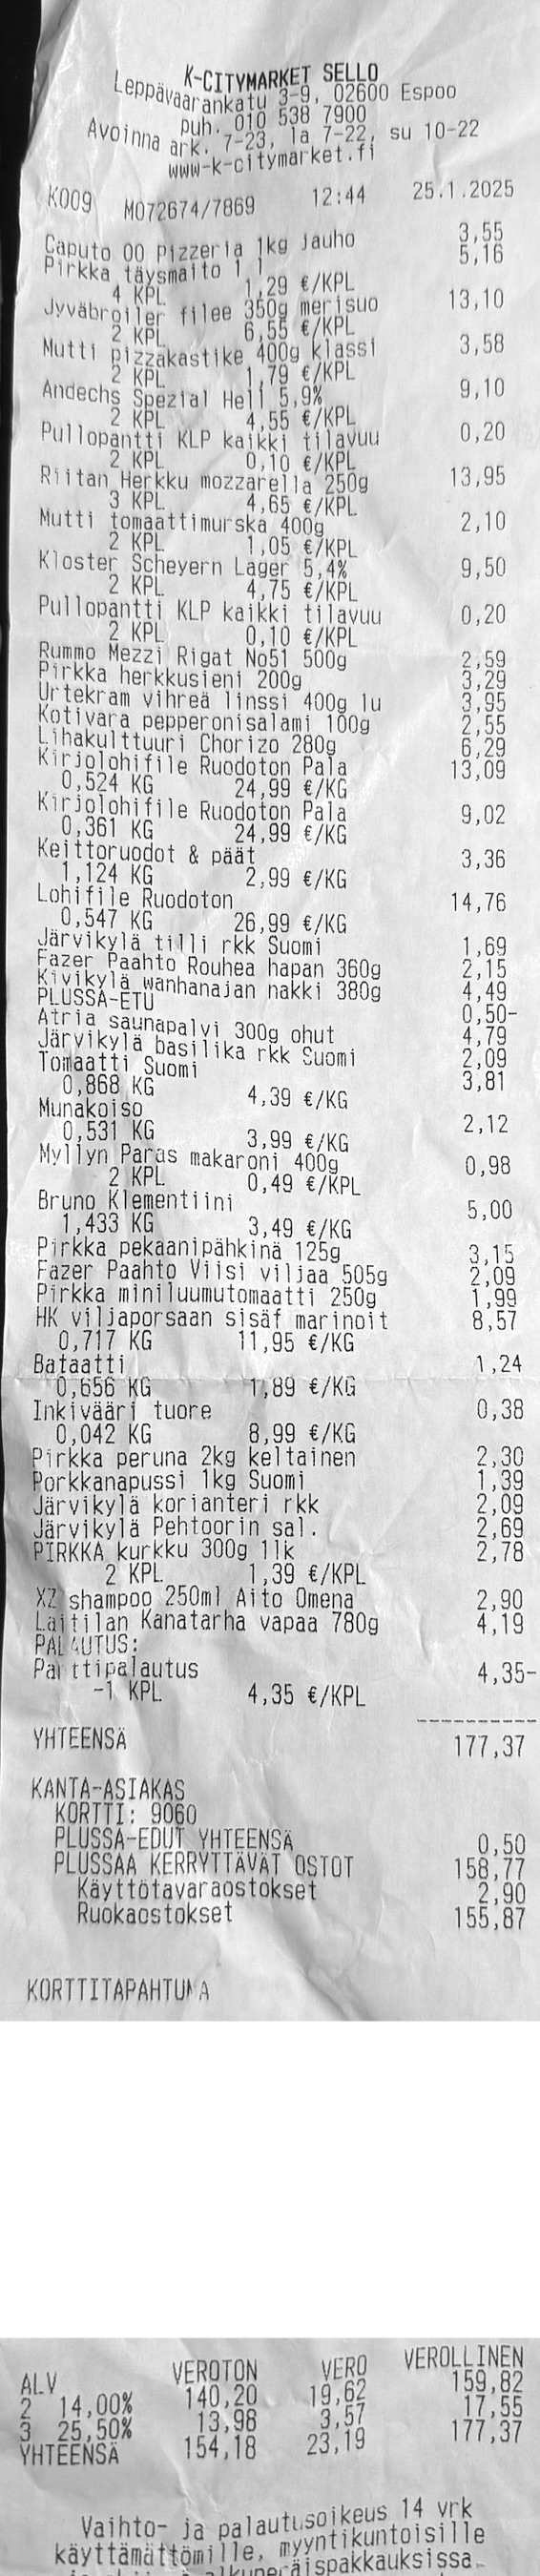 K-CITYMARKET SELLO
Leppävaarankatu 3-9, 02600 Espoo
puh. 010 538 7900
Avoinna ark. 7-23, la 7-22, su 10-22
www-k-citymarket.fi
K009 M072674/7869 12:44 25.1.2025
Caputo 00 Pizzeria 1kg jauho 3,55
Pirkka täysmaito 1 l 5,16
4 KPL 1,29 €/KPL
Jyväbroiler filee 350g merisuo 13,10
2 KPL 6,55 €/KPL
Mutti pizzakastike 400g klassi 3,58
2 KPL 1,79 €/KPL
Andechs Spezial Hell 5,9% 9,10
2 KPL 4,55 €/KPL
Pullopantti KLP kaikki tilavuu 0,20
2 KPL 0,10 €/KPL
Riitan Herkku mozzarella 250g 13,95
3 KPL 4,65 €/KPL
Mutti tomaattimurska 400g 2,10
2 KPL 1,05 €/KPL
Kloster Scheyern Lager 5,4% 9,50
2 KPL 4,75 €/KPL
Pullopantti KLP kaikki tilavuu 0,20
2 KPL 0,10 €/KPL
Rummo Mezzi Rigat No51 500g 2,59
Pirkka herkkusieni 200g 3,29
Urtekram vihreä linssi 400g lu 3,95
Kotivara pepperonisalami 100g 2,55
Lihakulttuuri Chorizo 280g 6,29
Kirjolohifile Ruodoton Pala 13,09
0,524 KG 24,99 €/KG
Kirjolohifile Ruodoton Pala 9,02
0,361 KG 24,99 €/KG
Keittoruodot & päät 3,36
1,124 KG 2,99 €/KG
Lohifile Ruodoton 14,76
0,547 KG 26,99 €/KG
Järvikylä tilli rkk Suomi 1,69
Fazer Paahto Rouhea hapan 360g 2,15
Kivikylä wanhanajan nakki 380g 4,49
PLUSSA-ETU 0,50-
Atria saunapalvi 300g ohut 4,79
Järvikylä basilika rkk Suomi 2,09
Tomaatti Suomi 3,81
0,868 KG 4,39 €/KG
Munakoiso 2,12
0,531 KG 3,99 €/KG
Myllyn Paras makaroni 400g 0,98
2 KPL 0,49 €/KPL
Bruno Klementiini 5,00
1,433 KG 3,49 €/KG
Pirkka pekaanipähkinä 125g 3,15
Fazer Paahto Viisi viljaa 505g 2,09
Pirkka miniluumutomaatti 250g 1,99
HK viljaporsaan sisäf marinoit 8,57
0,717 KG 11,95 €/KG
Bataatti 1,24
0,656 KG 1,89 €/KG
Inkivääri tuore 0,38
0,042 KG 8,99 €/KG
Pirkka peruna 2kg keltainen 2,30
Porkkanapussi 1kg Suomi 1,39
Järvikylä korianteri rkk 2,09
Järvikylä Pehtoorin sal. 2,69
PIRKKA kurkku 300g 1lk 2,78
2 KPL 1,39 €/KPL
XZ shampoo 250ml Aito Omena 2,90
Laitilan Kanatarha vapaa 780g 4,19
PALAUTUS:
Panttipalautus 4,35-
-1 KPL 4,35 €/KPL
YHTEENSÄ 177,37
KANTA-ASIAKAS
KORTTI: 9060
PLUSSA-EDUT YHTEENSÄ 0,50
PLUSSAA KERRYTTÄVÄT OSTOT 158,77
Käyttötavaraostokset 2,90
Ruokaostokset 155,87
KORTTITAPAHTUMA
ALV VEROTON VERO VEROLLINEN
2 14,00% 140,20 19,62 159,82
3 25,50% 13,98 3,57 17,55
YHTEENSÄ 154,18 23,19 177,37
Vaihto- ja palautusoikeus 14 vrk
käyttämättömille, myyntikuntoisille
alkuperäispakkauksissa